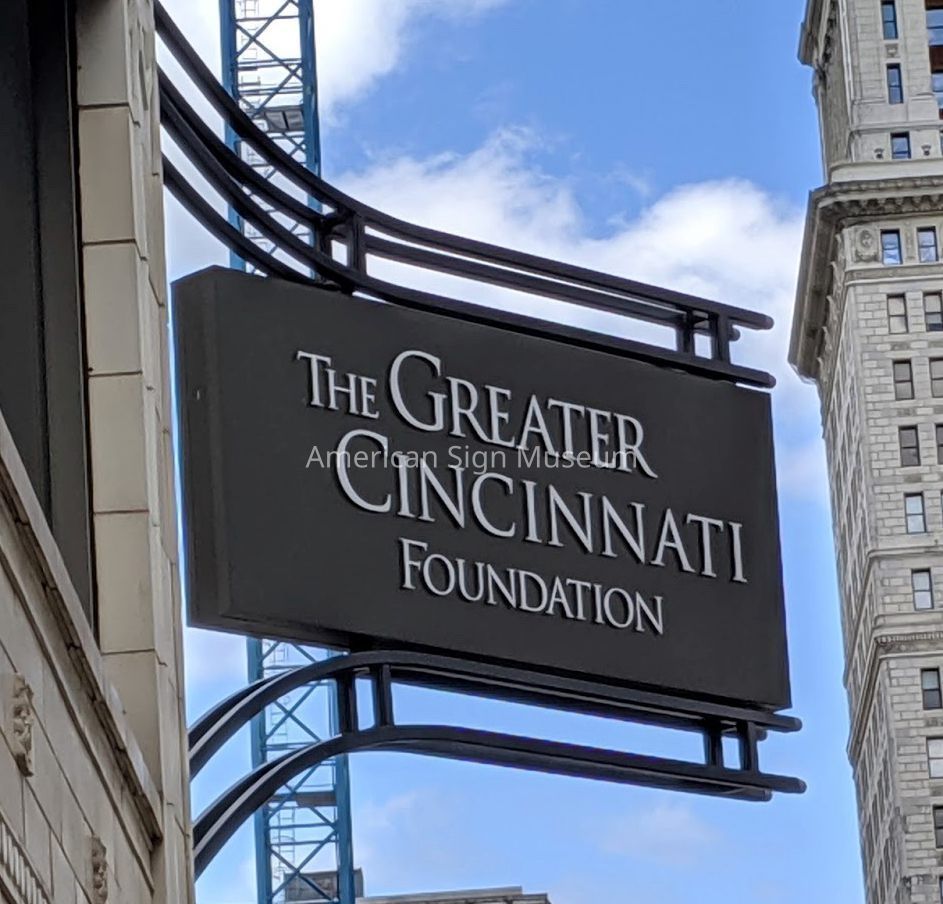 The Greater
American Sign Museum
Cincinnati
Foundation